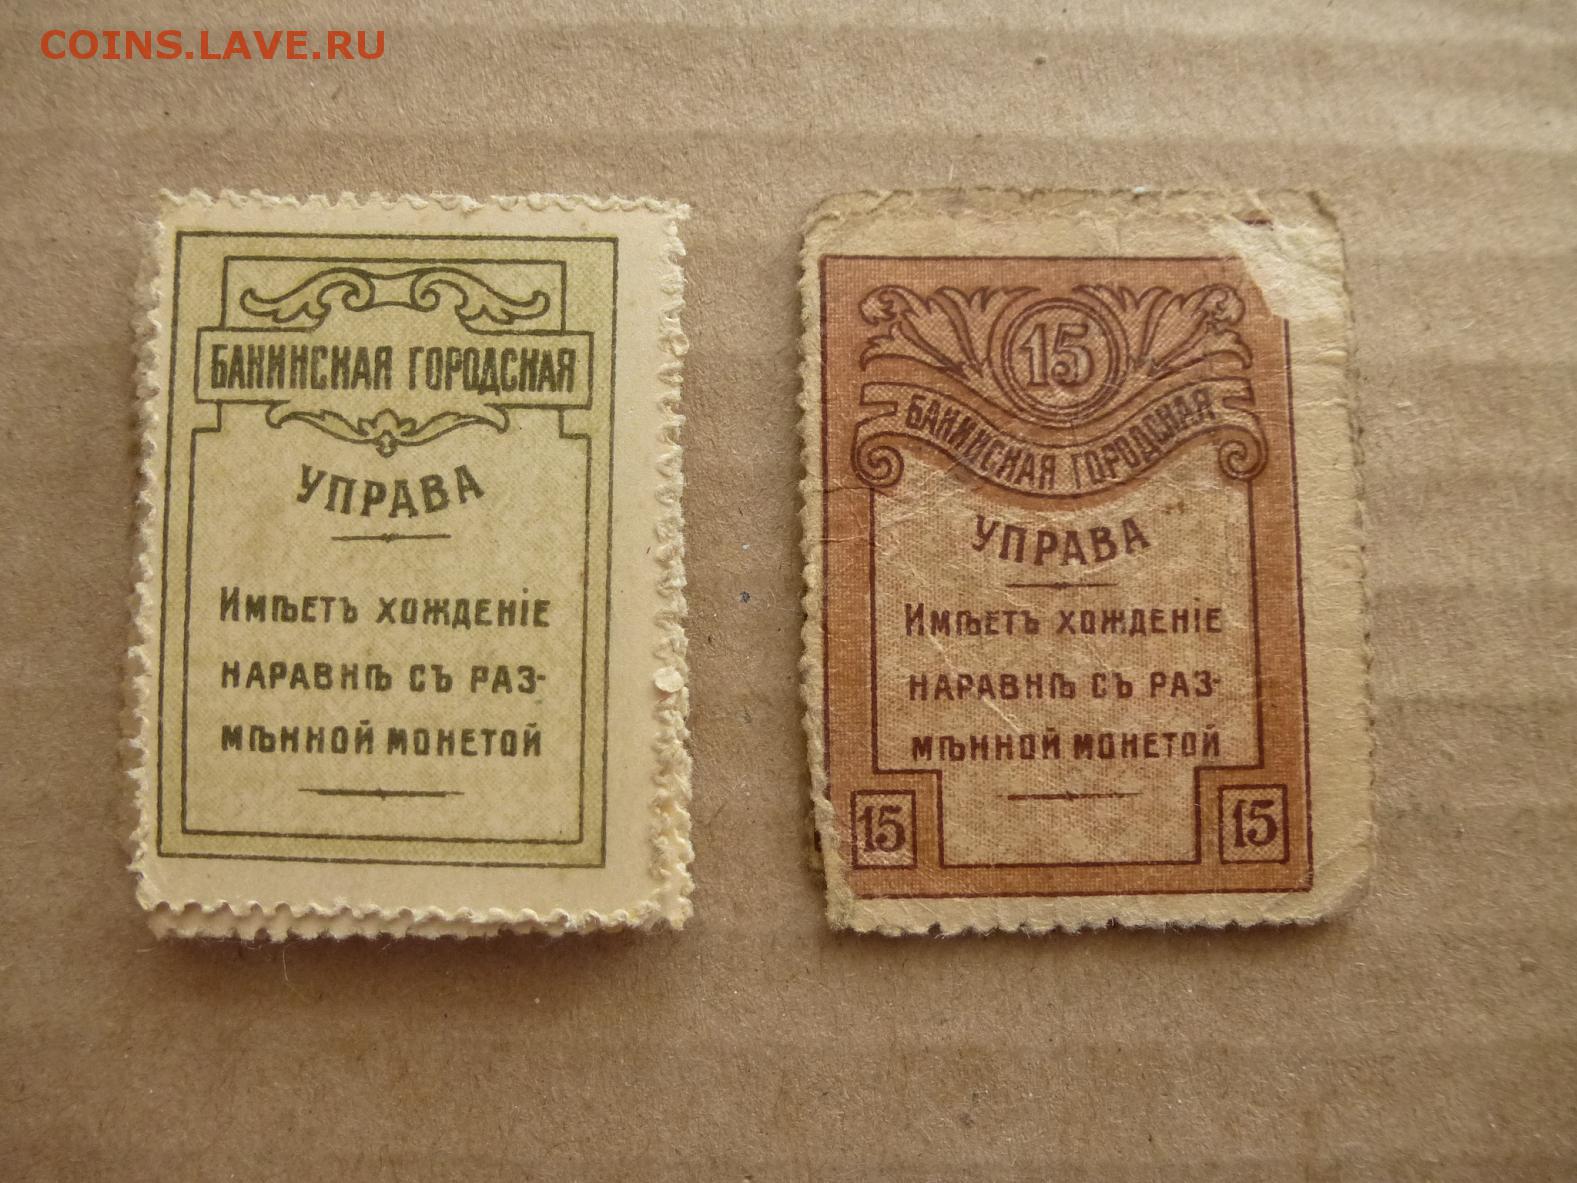 COINS.LAVE.RU
БАКИНСКАЯ ГОРОДСКАЯ
УПРАВА
Имѣетъ хожденіе
наравнѣ съ раз-
мѣнной монетой
15
БАКИНСКАЯ ГОРОДСКАЯ
УПРАВА
Имѣетъ хожденіе
наравнѣ съ раз-
мѣнной монетой
15 15